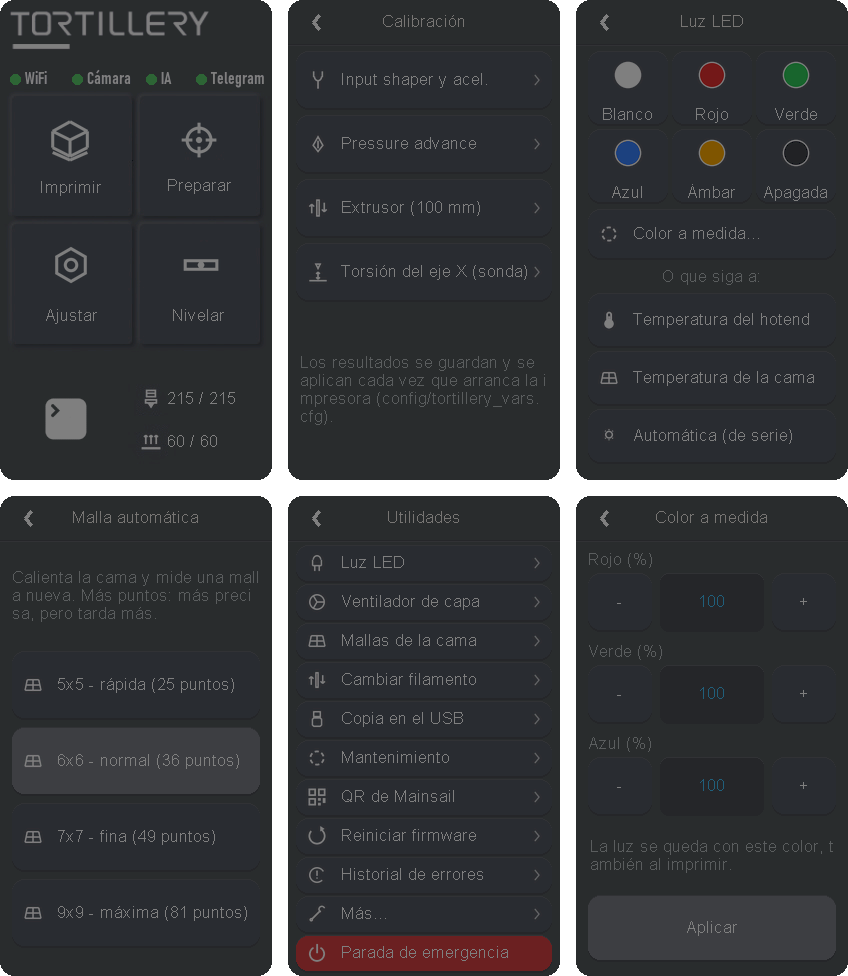 TORTILLERY
WiFi Cámara IA Telegram
Imprimir Preparar
Ajustar Nivelar
215 / 215
60 / 60
Calibración
Input shaper y acel.
Pressure advance
Extrusor (100 mm)
Torsión del eje X (sonda)
Los resultados se guardan y se
aplican cada vez que arranca la i
mpresora (config/tortillery_vars.
cfg).
Luz LED
Blanco Rojo Verde
Azul Ámbar Apagada
Color a medida...
O que siga a:
Temperatura del hotend
Temperatura de la cama
Automática (de serie)
Malla automática
Calienta la cama y mide una mall
a nueva. Más puntos: más preci
sa, pero tarda más.
5x5 - rápida (25 puntos)
6x6 - normal (36 puntos)
7x7 - fina (49 puntos)
9x9 - máxima (81 puntos)
Utilidades
Luz LED
Ventilador de capa
Mallas de la cama
Cambiar filamento
Copia en el USB
Mantenimiento
QR de Mainsail
Reiniciar firmware
Historial de errores
Más...
Parada de emergencia
Color a medida
Rojo (%)
- 100 +
Verde (%)
- 100 +
Azul (%)
- 100 +
La luz se queda con este color, t
ambién al imprimir.
Aplicar